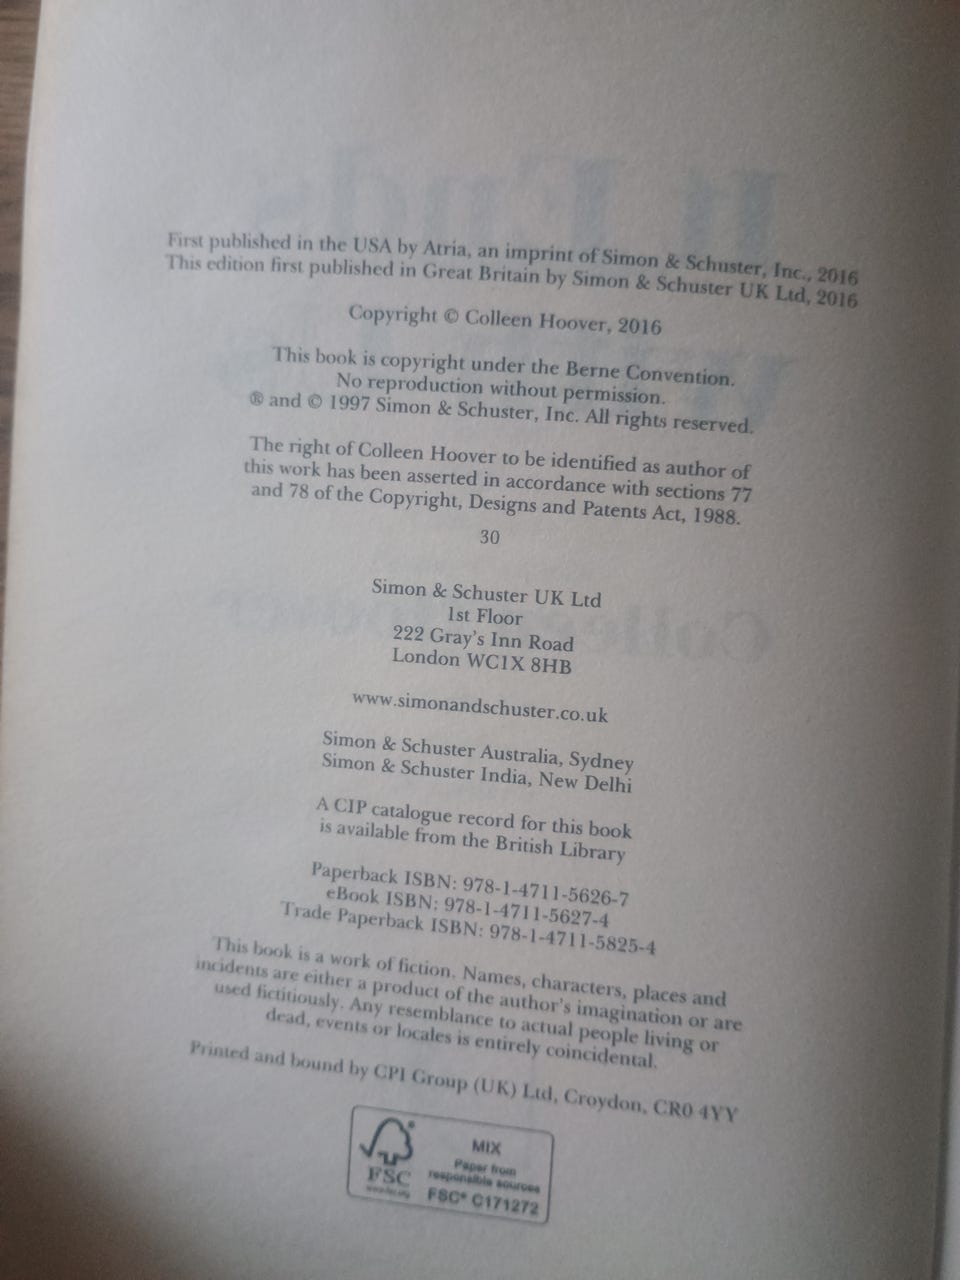 First published in the USA by Atria, an imprint of Simon & Schuster, Inc., 2016
This edition first published in Great Britain by Simon & Schuster UK Ltd, 2016
Copyright © Colleen Hoover, 2016
This book is copyright under the Berne Convention.
No reproduction without permission.
® and © 1997 Simon & Schuster, Inc. All rights reserved.
The right of Colleen Hoover to be identified as author of
this work has been asserted in accordance with sections 77
and 78 of the Copyright, Designs and Patents Act, 1988.
30
Simon & Schuster UK Ltd
1st Floor
222 Gray's Inn Road
London WC1X 8HB
www.simonandschuster.co.uk
Simon & Schuster Australia, Sydney
Simon & Schuster India, New Delhi
A CIP catalogue record for this book
is available from the British Library
Paperback ISBN: 978-1-4711-5626-7
eBook ISBN: 978-1-4711-5627-4
Trade Paperback ISBN: 978-1-4711-5825-4
This book is a work of fiction. Names, characters, places and
incidents are either a product of the author's imagination or are
used fictitiously. Any resemblance to actual people living or
dead, events or locales is entirely coincidental.
Printed and bound by CPI Group (UK) Ltd, Croydon, CR0 4YY
MIX
Paper from
responsible sources
FSC
FSC® C171272